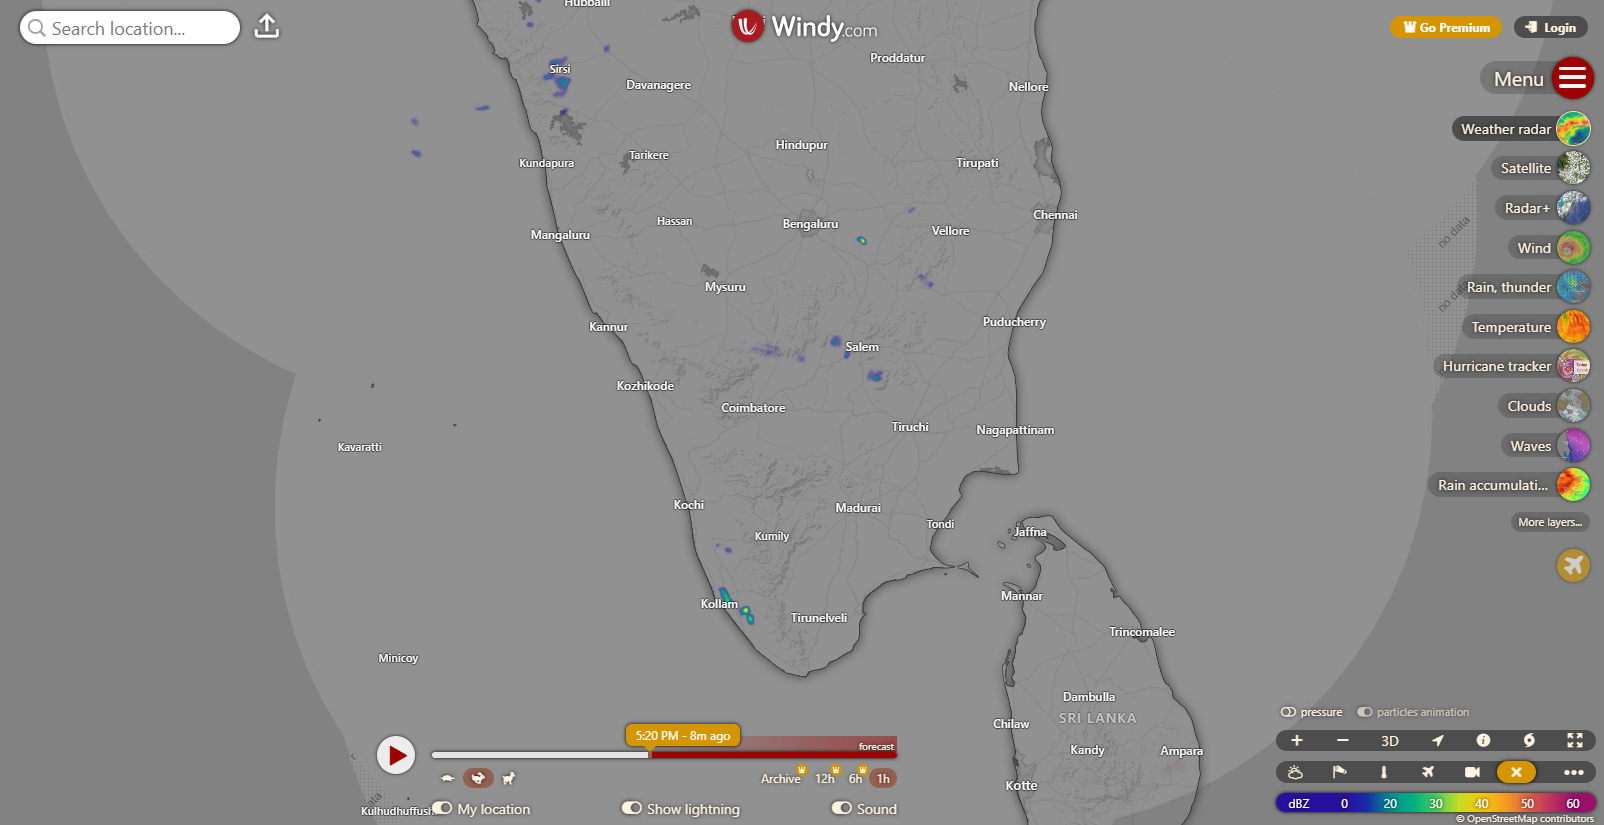 Search location...
Windy.com
Go Premium
Login
Menu
Weather radar
Satellite
Radar+
Wind
Rain, thunder
Temperature
Hurricane tracker
Clouds
Waves
Rain accumulati...
More layers...
no data
no data
Hubballi
Sirsi
Davanagere
Proddatur
Nellore
Kundapura
Tarikere
Hindupur
Tirupati
Mangaluru
Hassan
Bengaluru
Vellore
Chennai
Mysuru
Kannur
Puducherry
Salem
Kozhikode
Coimbatore
Tiruchi
Nagapattinam
Kavaratti
Kochi
Madurai
Tondi
Kumily
Jaffna
Kollam
Tirunelveli
Mannar
Trincomalee
Minicoy
Dambulla
Chilaw
SRI LANKA
Kandy
Ampara
Kotte
Kulhudhuffush
5:20 PM - 8m ago
forecast
Archive 12h 6h 1h
My location
Show lightning
Sound
pressure
particles animation
3D
dBZ 0 20 30 40 50 60
© OpenStreetMap contributors